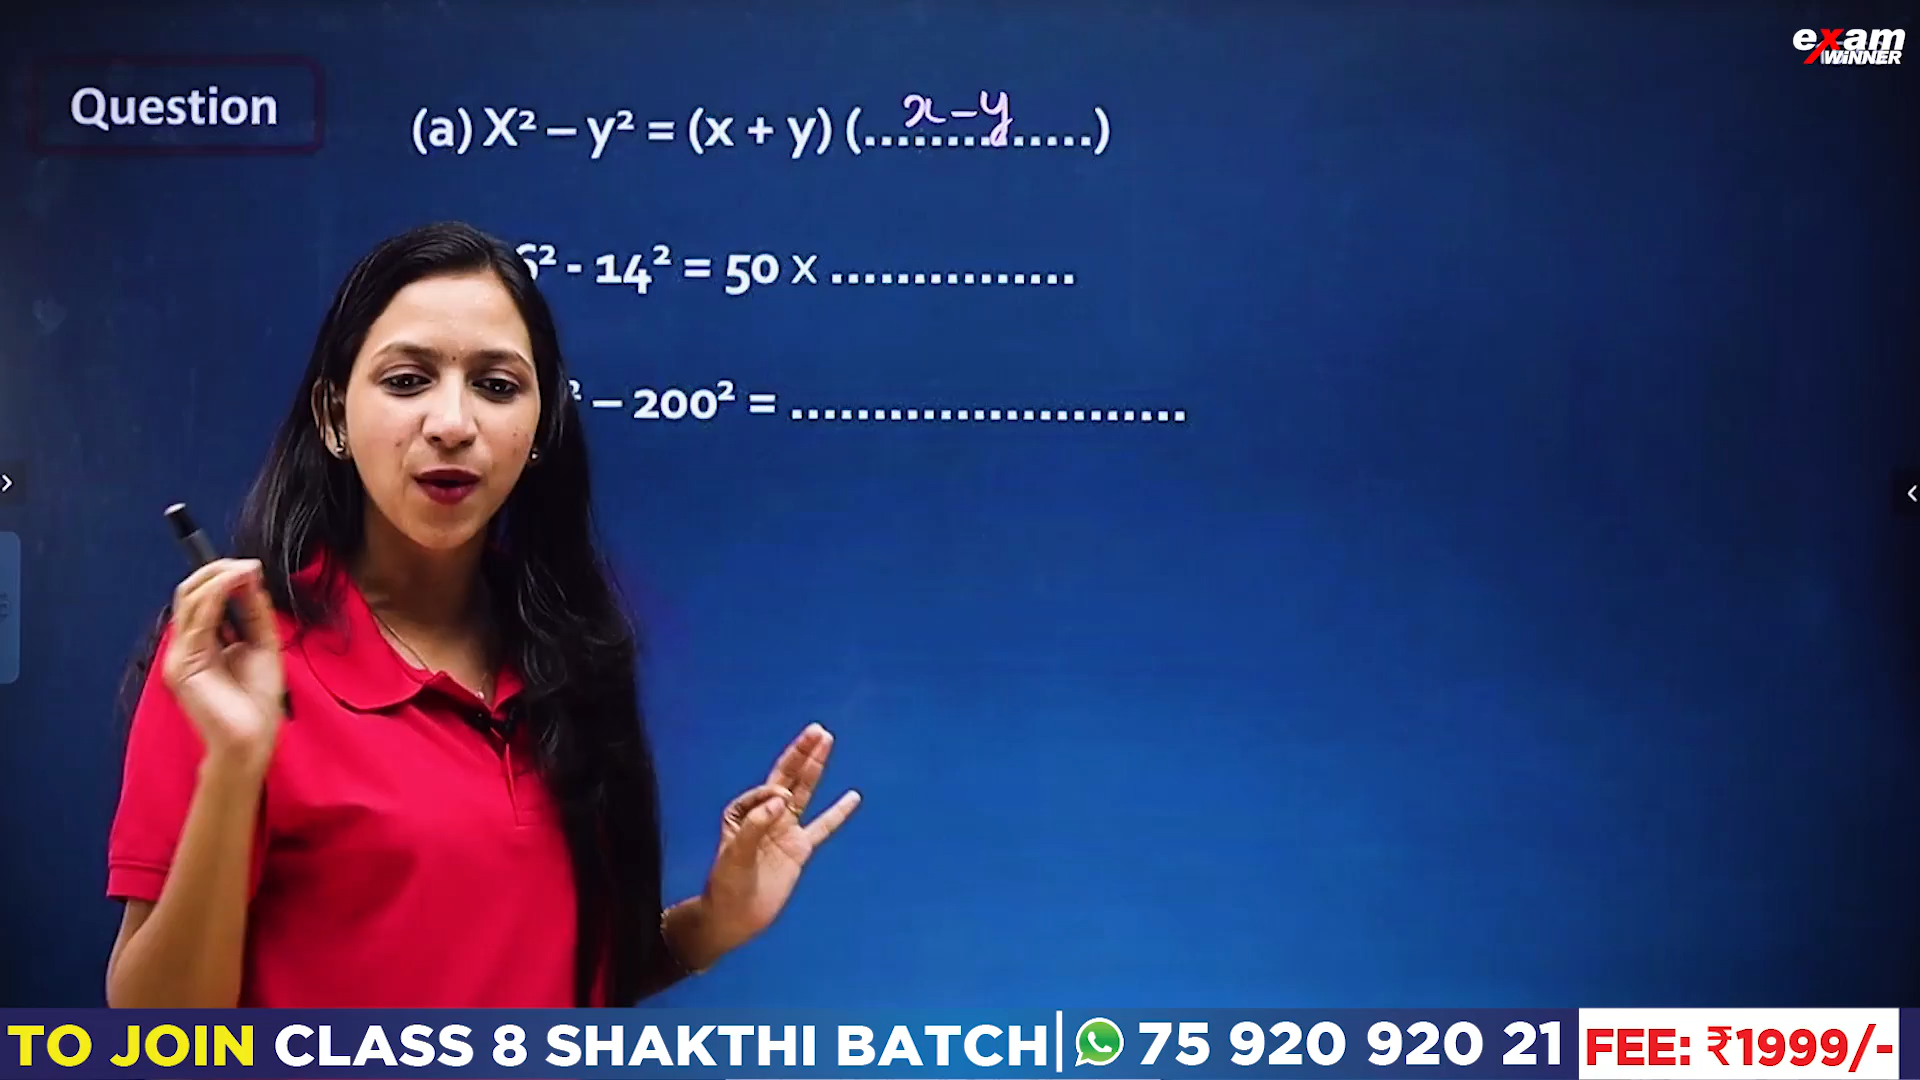 exam
WINNER
Question
(a) X² – y² = (x + y) (....x-y....)
6² - 14² = 50 x ...............
² – 200² = ........................
TO JOIN CLASS 8 SHAKTHI BATCH | 75 920 920 21 FEE: ₹1999/-